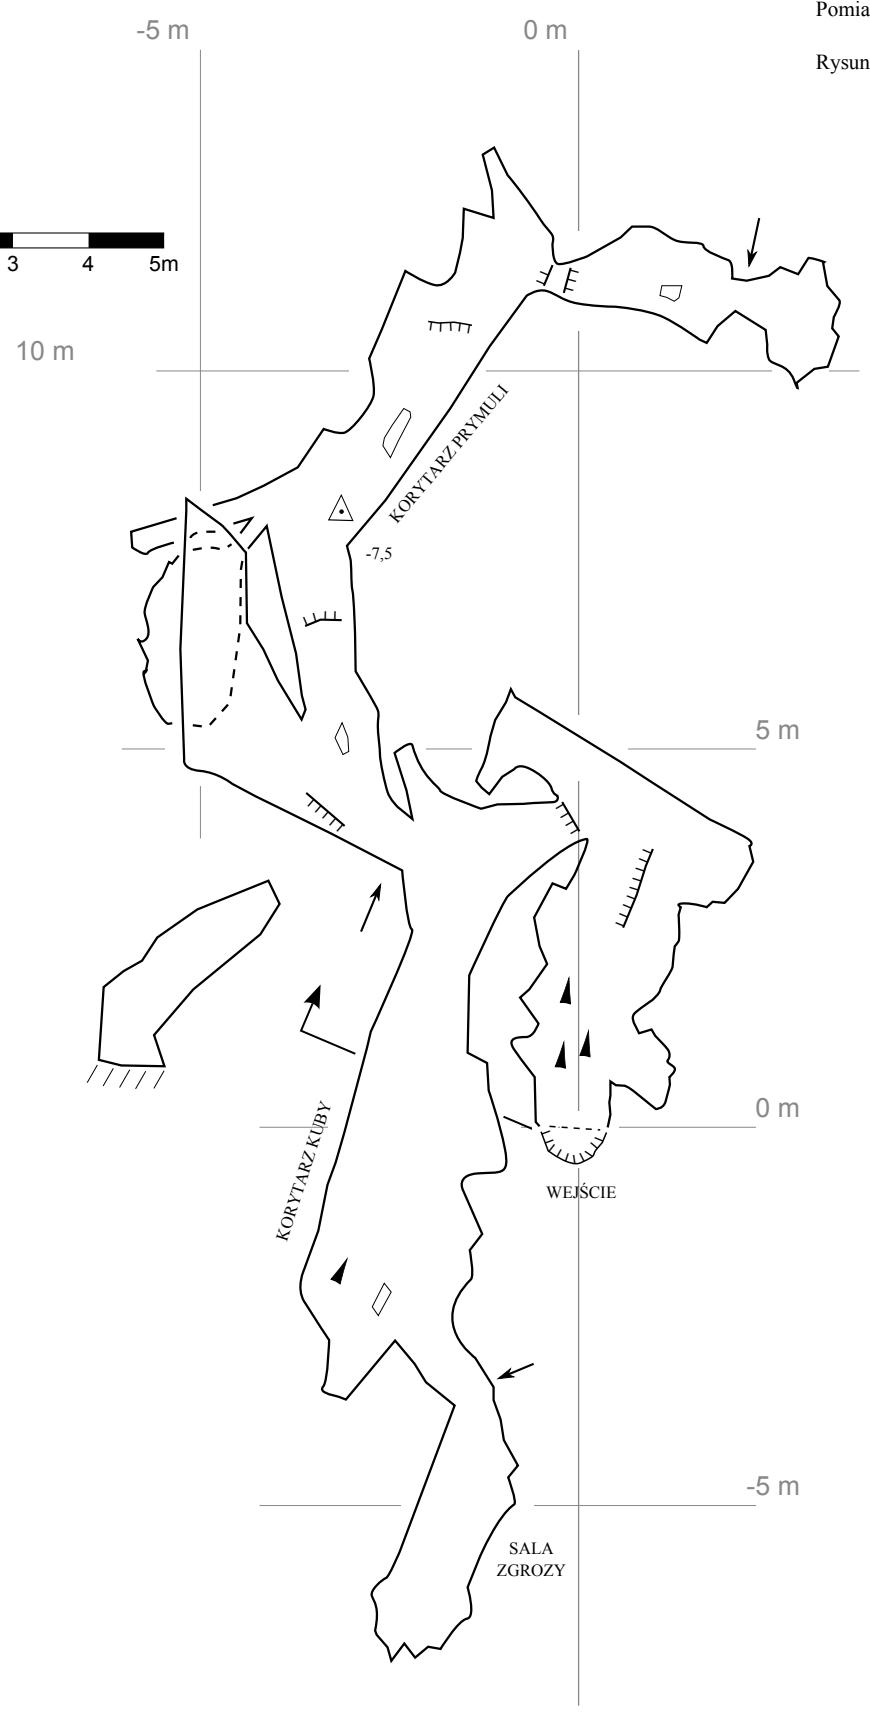 Pomia
-5 m
0 m
Rysun
3
4
5m
10 m
KORYTARZ PRYMULI
-7,5
5 m
0 m
KORYTARZ KUBY
WEJŚCIE
-5 m
SALA
ZGROZY